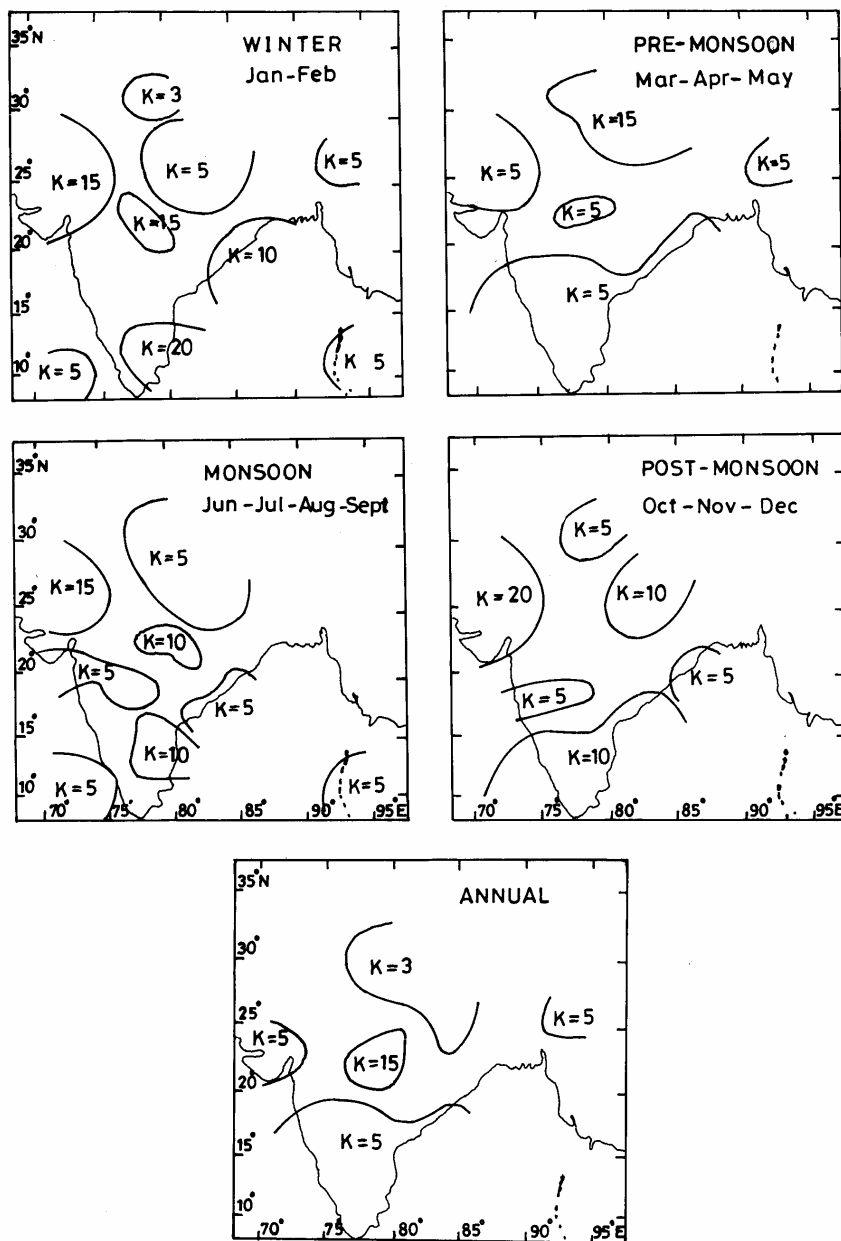 35°N
WINTER
Jan-Feb
30°
K=3
25°
K=15
K=5
K=5
20°
K=15
K=10
15°
10°
K=5
K=20
K 5
PRE-MONSOON
Mar-Apr-May
K=15
K=5
K=5
K=5
K=5
35°N
MONSOON
Jun-Jul-Aug-Sept
30°
K=5
25°
K=15
20°
K=10
K=5
K=5
15°
K=10
10°
K=5
K=5
70° 75° 80° 85° 90° 95°E
POST-MONSOON
Oct-Nov-Dec
K=5
K=20
K=10
K=5
K=5
K=10
70° 75° 80° 85° 90° 95°E
35°N
ANNUAL
30°
K=3
25°
K=5
K=5
20°
K=15
15°
K=5
10°
70° 75° 80° 85° 90° 95°E